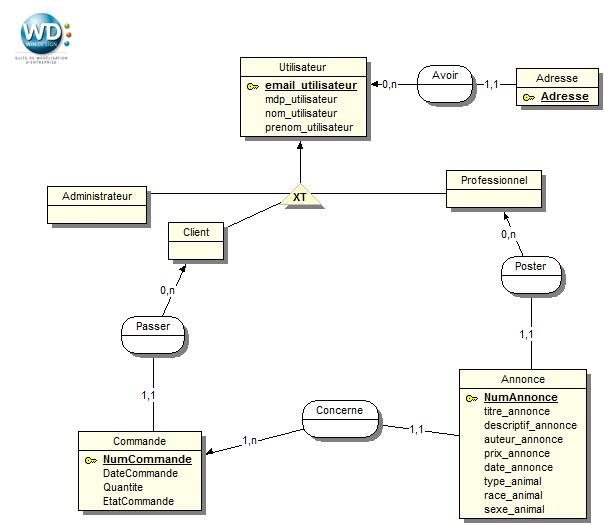 WD:
WIN'DESIGN
SUITE DE MODÉLISATION
D'ENTREPRISE
Utilisateur
email_utilisateur
mdp_utilisateur
nom_utilisateur
prenom_utilisateur
0,n
Avoir
1,1
Adresse
Adresse
Administrateur
XT
Professionnel
Client
0,n
0,n
Poster
Passer
1,1
1,1
Annonce
NumAnnonce
titre_annonce
descriptif_annonce
auteur_annonce
prix_annonce
date_annonce
type_animal
race_animal
sexe_animal
Concerne
1,1
1,n
Commande
NumCommande
DateCommande
Quantite
EtatCommande